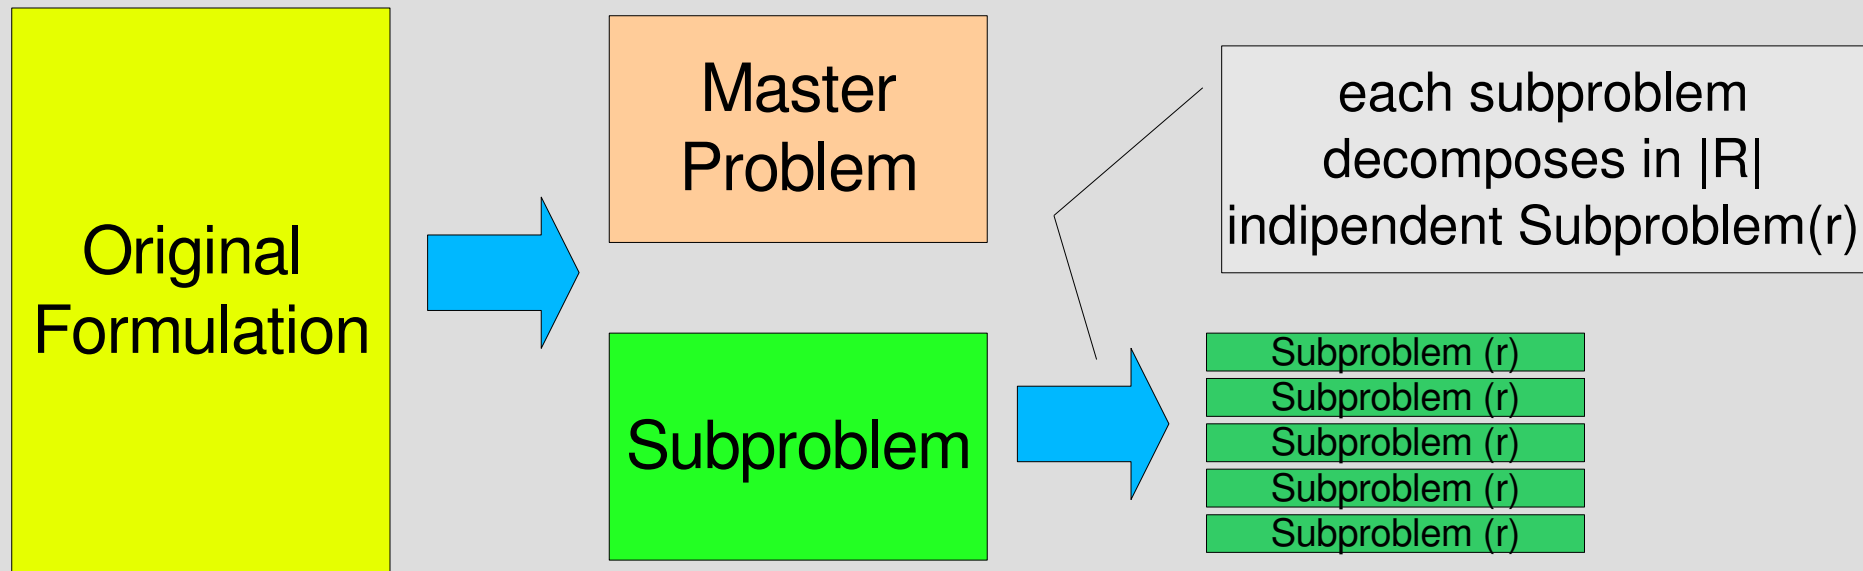 Original
Formulation
Master
Problem
Subproblem
each subproblem
decomposes in |R|
indipendent Subproblem(r)
Subproblem (r)
Subproblem (r)
Subproblem (r)
Subproblem (r)
Subproblem (r)